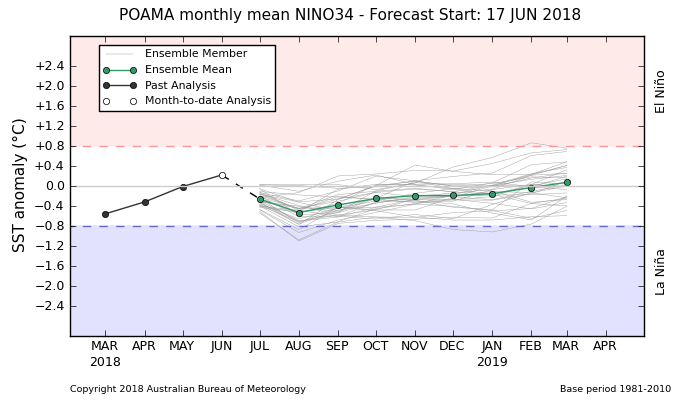 POAMA monthly mean NINO34 - Forecast Start: 17 JUN 2018
Ensemble Member
Ensemble Mean
Past Analysis
Month-to-date Analysis
SST anomaly (°C)
+2.4
+2.0
+1.6
+1.2
+0.8
+0.4
0.0
−0.4
−0.8
−1.2
−1.6
−2.0
−2.4
El Niño
La Niña
MAR APR MAY JUN JUL AUG SEP OCT NOV DEC JAN FEB MAR APR
2018 2019
Copyright 2018 Australian Bureau of Meteorology
Base period 1981-2010